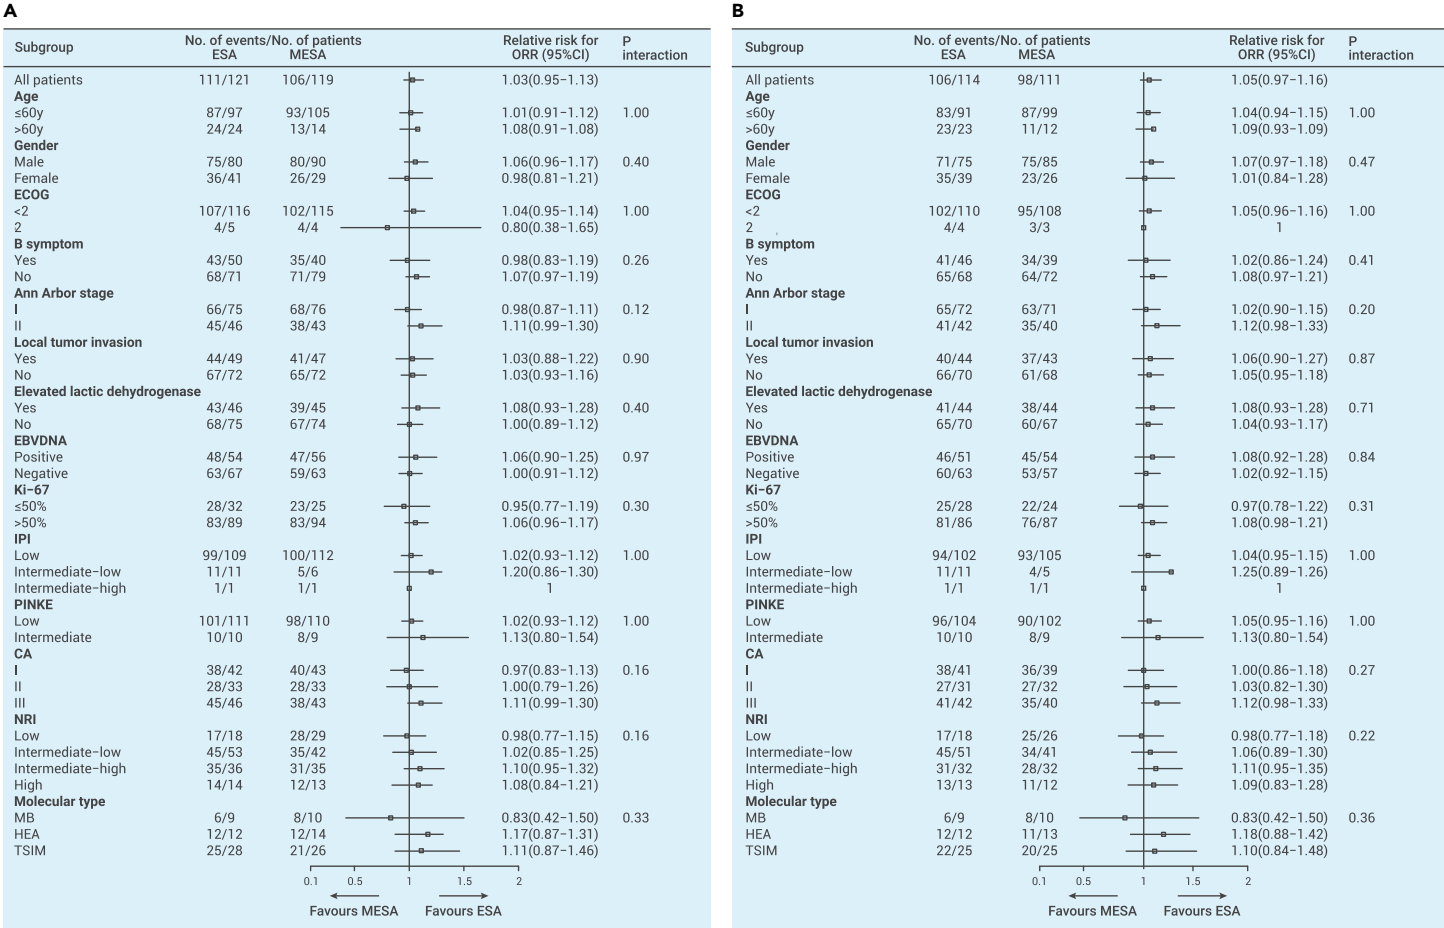 A
Subgroup No. of events/No. of patients Relative risk for P
ESA MESA ORR (95%CI) interaction
All patients 111/121 106/119 1.03(0.95−1.13)
Age
≤60y 87/97 93/105 1.01(0.91−1.12) 1.00
>60y 24/24 13/14 1.08(0.91−1.08)
Gender
Male 75/80 80/90 1.06(0.96−1.17) 0.40
Female 36/41 26/29 0.98(0.81−1.21)
ECOG
<2 107/116 102/115 1.04(0.95−1.14) 1.00
2 4/5 4/4 0.80(0.38−1.65)
B symptom
Yes 43/50 35/40 0.98(0.83−1.19) 0.26
No 68/71 71/79 1.07(0.97−1.19)
Ann Arbor stage
I 66/75 68/76 0.98(0.87−1.11) 0.12
II 45/46 38/43 1.11(0.99−1.30)
Local tumor invasion
Yes 44/49 41/47 1.03(0.88−1.22) 0.90
No 67/72 65/72 1.03(0.93−1.16)
Elevated lactic dehydrogenase
Yes 43/46 39/45 1.08(0.93−1.28) 0.40
No 68/75 67/74 1.00(0.89−1.12)
EBVDNA
Positive 48/54 47/56 1.06(0.90−1.25) 0.97
Negative 63/67 59/63 1.00(0.91−1.12)
Ki−67
≤50% 28/32 23/25 0.95(0.77−1.19) 0.30
>50% 83/89 83/94 1.06(0.96−1.17)
IPI
Low 99/109 100/112 1.02(0.93−1.12) 1.00
Intermediate−low 11/11 5/6 1.20(0.86−1.30)
Intermediate−high 1/1 1/1 1
PINKE
Low 101/111 98/110 1.02(0.93−1.12) 1.00
Intermediate 10/10 8/9 1.13(0.80−1.54)
CA
I 38/42 40/43 0.97(0.83−1.13) 0.16
II 28/33 28/33 1.00(0.79−1.26)
III 45/46 38/43 1.11(0.99−1.30)
NRI
Low 17/18 28/29 0.98(0.77−1.15) 0.16
Intermediate−low 45/53 35/42 1.02(0.85−1.25)
Intermediate−high 35/36 31/35 1.10(0.95−1.32)
High 14/14 12/13 1.08(0.84−1.21)
Molecular type
MB 6/9 8/10 0.83(0.42−1.50) 0.33
HEA 12/12 12/14 1.17(0.87−1.31)
TSIM 25/28 21/26 1.11(0.87−1.46)
0.1 0.5 1 1.5 2
Favours MESA Favours ESA
B
Subgroup No. of events/No. of patients Relative risk for P
ESA MESA ORR (95%CI) interaction
All patients 106/114 98/111 1.05(0.97−1.16)
Age
≤60y 83/91 87/99 1.04(0.94−1.15) 1.00
>60y 23/23 11/12 1.09(0.93−1.09)
Gender
Male 71/75 75/85 1.07(0.97−1.18) 0.47
Female 35/39 23/26 1.01(0.84−1.28)
ECOG
<2 102/110 95/108 1.05(0.96−1.16) 1.00
2 4/4 3/3 1
B symptom
Yes 41/46 34/39 1.02(0.86−1.24) 0.41
No 65/68 64/72 1.08(0.97−1.21)
Ann Arbor stage
I 65/72 63/71 1.02(0.90−1.15) 0.20
II 41/42 35/40 1.12(0.98−1.33)
Local tumor invasion
Yes 40/44 37/43 1.06(0.90−1.27) 0.87
No 66/70 61/68 1.05(0.95−1.18)
Elevated lactic dehydrogenase
Yes 41/44 38/44 1.08(0.93−1.28) 0.71
No 65/70 60/67 1.04(0.93−1.17)
EBVDNA
Positive 46/51 45/54 1.08(0.92−1.28) 0.84
Negative 60/63 53/57 1.02(0.92−1.15)
Ki−67
≤50% 25/28 22/24 0.97(0.78−1.22) 0.31
>50% 81/86 76/87 1.08(0.98−1.21)
IPI
Low 94/102 93/105 1.04(0.95−1.15) 1.00
Intermediate−low 11/11 4/5 1.25(0.89−1.26)
Intermediate−high 1/1 1/1 1
PINKE
Low 96/104 90/102 1.05(0.95−1.16) 1.00
Intermediate 10/10 8/9 1.13(0.80−1.54)
CA
I 38/41 36/39 1.00(0.86−1.18) 0.27
II 27/31 27/32 1.03(0.82−1.30)
III 41/42 35/40 1.12(0.98−1.33)
NRI
Low 17/18 25/26 0.98(0.77−1.18) 0.22
Intermediate−low 45/51 34/41 1.06(0.89−1.30)
Intermediate−high 31/32 28/32 1.11(0.95−1.35)
High 13/13 11/12 1.09(0.83−1.28)
Molecular type
MB 6/9 8/10 0.83(0.42−1.50) 0.36
HEA 12/12 11/13 1.18(0.88−1.42)
TSIM 22/25 20/25 1.10(0.84−1.48)
0.1 0.5 1 1.5 2
Favours MESA Favours ESA